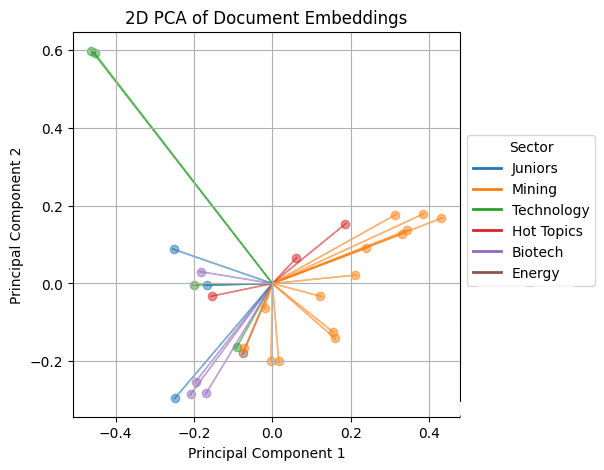 2D PCA of Document Embeddings
Principal Component 2
0.6
0.4
0.2
0.0
−0.2
−0.4
−0.2
0.0
0.2
0.4
Principal Component 1
Sector
Juniors
Mining
Technology
Hot Topics
Biotech
Energy